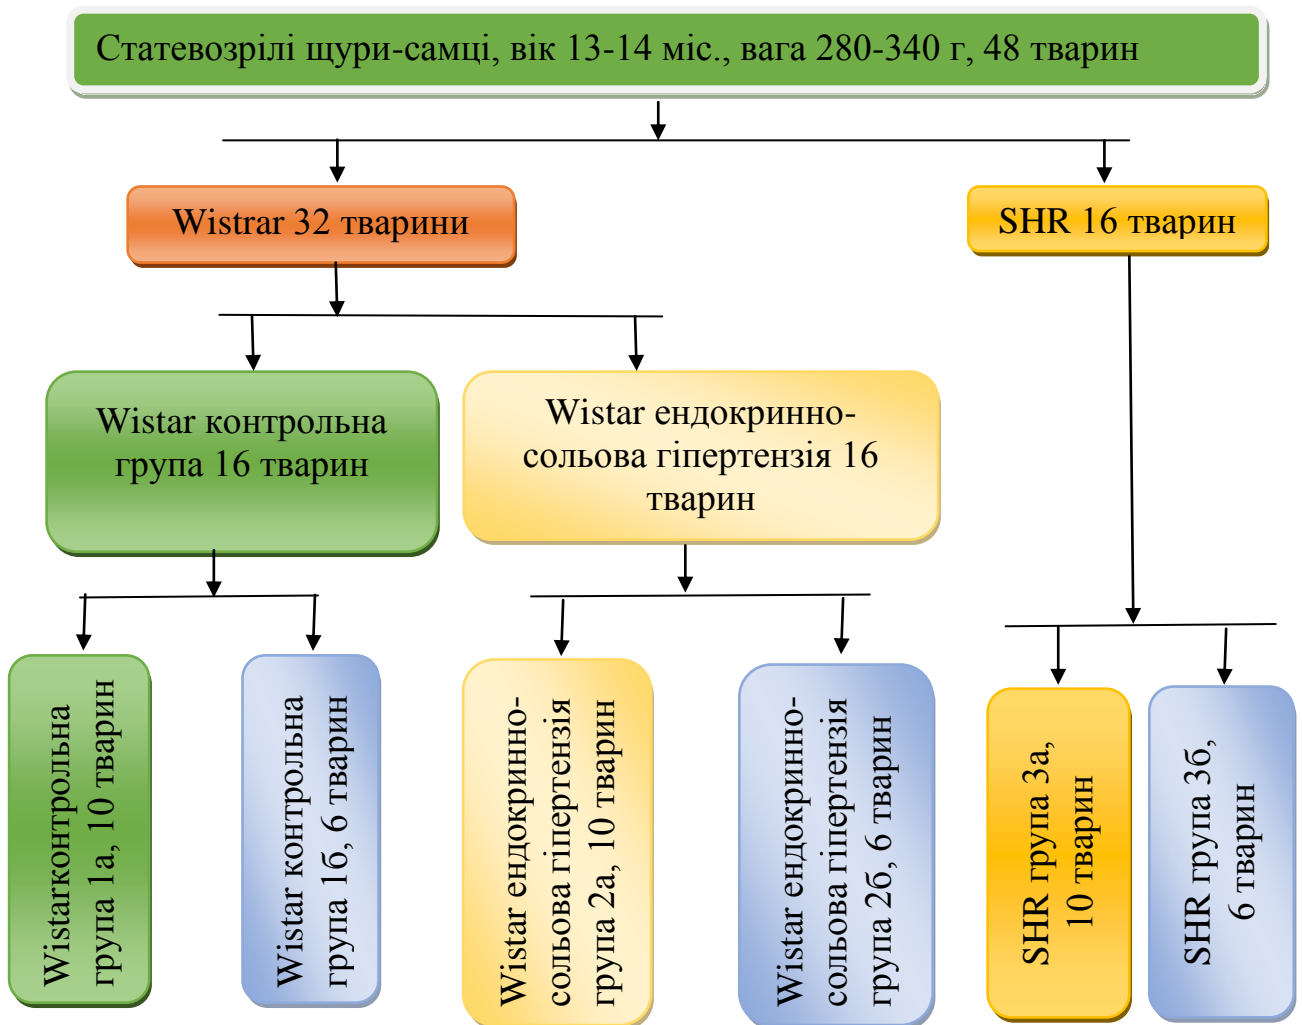 Статевозрілі щури-самці, вік 13-14 міс., вага 280-340 г, 48 тварин
Wistrar 32 тварини
SHR 16 тварин
Wistar контрольна
група 16 тварин
Wistar ендокринно-
сольова гіпертензія 16
тварин
Wistarконтрольна
група 1а, 10 тварин
Wistar контрольна
група 1б, 6 тварин
Wistar ендокринно-
сольова гіпертензія
група 2а, 10 тварин
Wistar ендокринно-
сольова гіпертензія
група 2б, 6 тварин
SHR група 3а,
10 тварин
SHR група 3б,
6 тварин